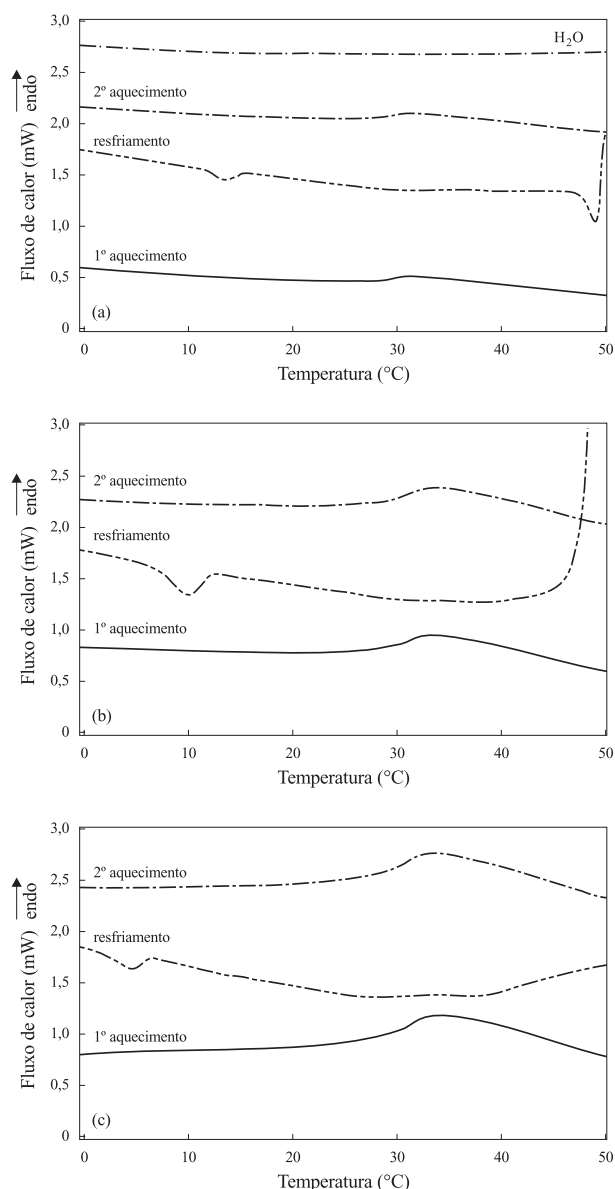 3,0
H₂O
2,5
2º aquecimento
2,0
resfriamento
1,5
1,0
1º aquecimento
0,5
(a)
0
Fluxo de calor (mW) endo
0 10 20 30 40 50
Temperatura (°C)
3,0
2,5
2º aquecimento
2,0
resfriamento
1,5
1º aquecimento
1,0
0,5
(b)
0
Fluxo de calor (mW) endo
0 10 20 30 40 50
Temperatura (°C)
3,0
2º aquecimento
2,5
2,0
resfriamento
1,5
1º aquecimento
1,0
0,5
(c)
0
Fluxo de calor (mW) endo
0 10 20 30 40 50
Temperatura (°C)